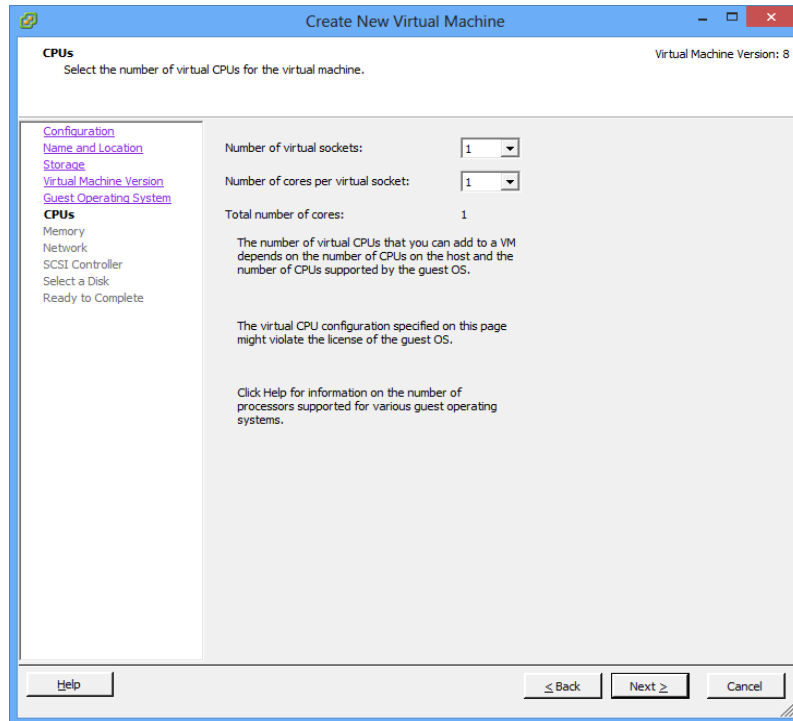 Create New Virtual Machine
CPUs
Select the number of virtual CPUs for the virtual machine.
Virtual Machine Version: 8
Configuration
Name and Location
Storage
Virtual Machine Version
Guest Operating System
CPUs
Memory
Network
SCSI Controller
Select a Disk
Ready to Complete
Number of virtual sockets: 1
Number of cores per virtual socket: 1
Total number of cores: 1
The number of virtual CPUs that you can add to a VM
depends on the number of CPUs on the host and the
number of CPUs supported by the guest OS.
The virtual CPU configuration specified on this page
might violate the license of the guest OS.
Click Help for information on the number of
processors supported for various guest operating
systems.
Help
< Back
Next >
Cancel